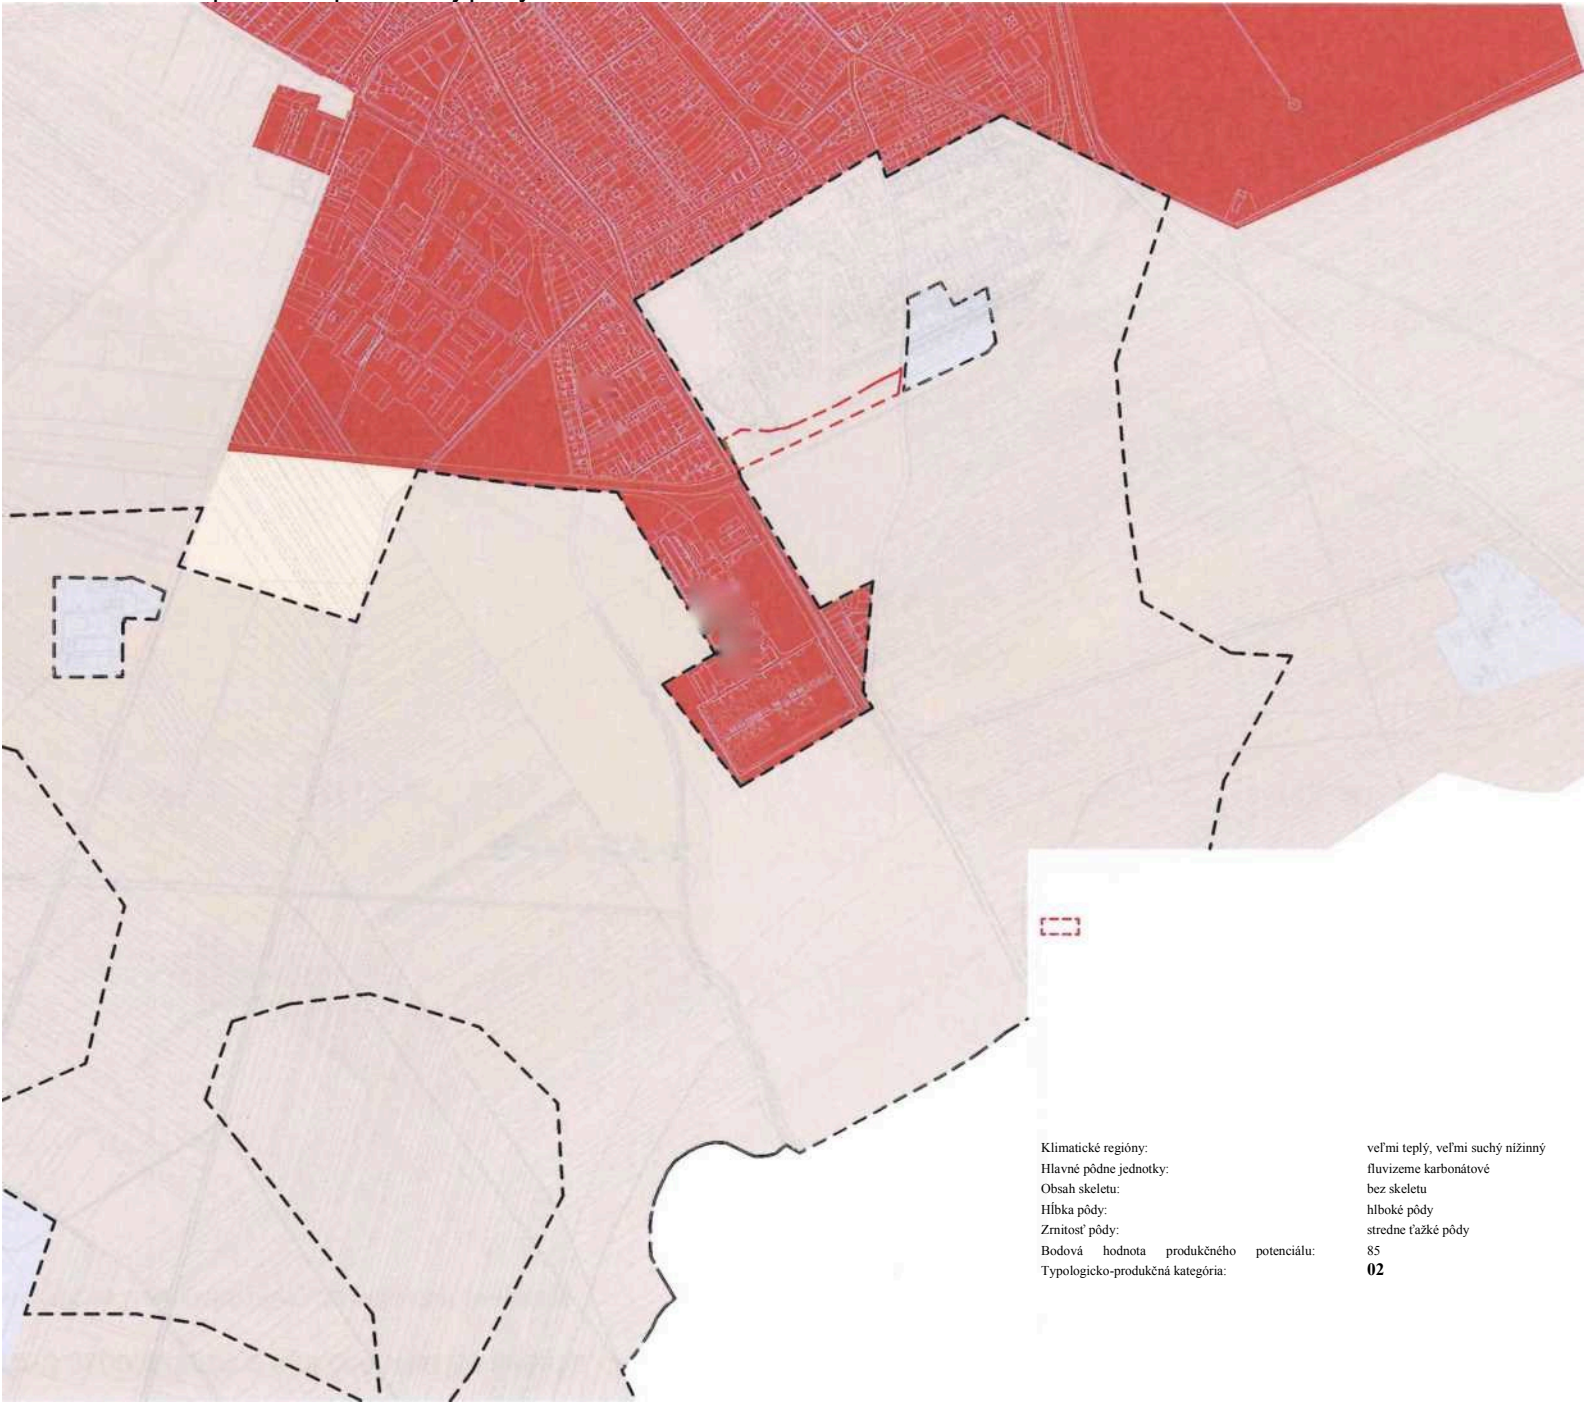 Klimatické regióny: veľmi teplý, veľmi suchý nížinný
Hlavné pôdne jednotky: fluvizeme karbonátové
Obsah skeletu: bez skeletu
Hĺbka pôdy: hlboké pôdy
Zrnitosť pôdy: stredne ťažké pôdy
Bodová hodnota produkčného potenciálu: 85
Typologicko-produkčná kategória: 02